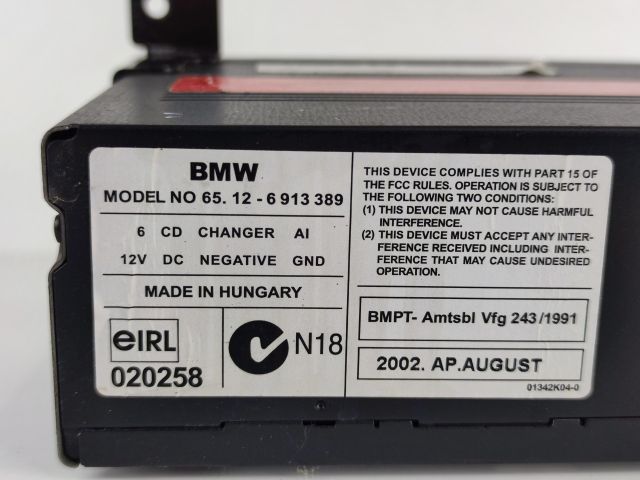 BMW
MODEL NO 65. 12 - 6 913 389
6 CD CHANGER AI
12V DC NEGATIVE GND
MADE IN HUNGARY
eIRL
020258
N18
THIS DEVICE COMPLIES WITH PART 15 OF
THE FCC RULES. OPERATION IS SUBJECT TO
THE FOLLOWING TWO CONDITIONS:
(1) THIS DEVICE MAY NOT CAUSE HARMFUL
INTERFERENCE.
(2) THIS DEVICE MUST ACCEPT ANY INTER-
FERENCE RECEIVED INCLUDING INTER-
FERENCE THAT MAY CAUSE UNDESIRED
OPERATION.
BMPT- Amtsbl Vfg 243/1991
2002. AP.AUGUST
01342K04-0